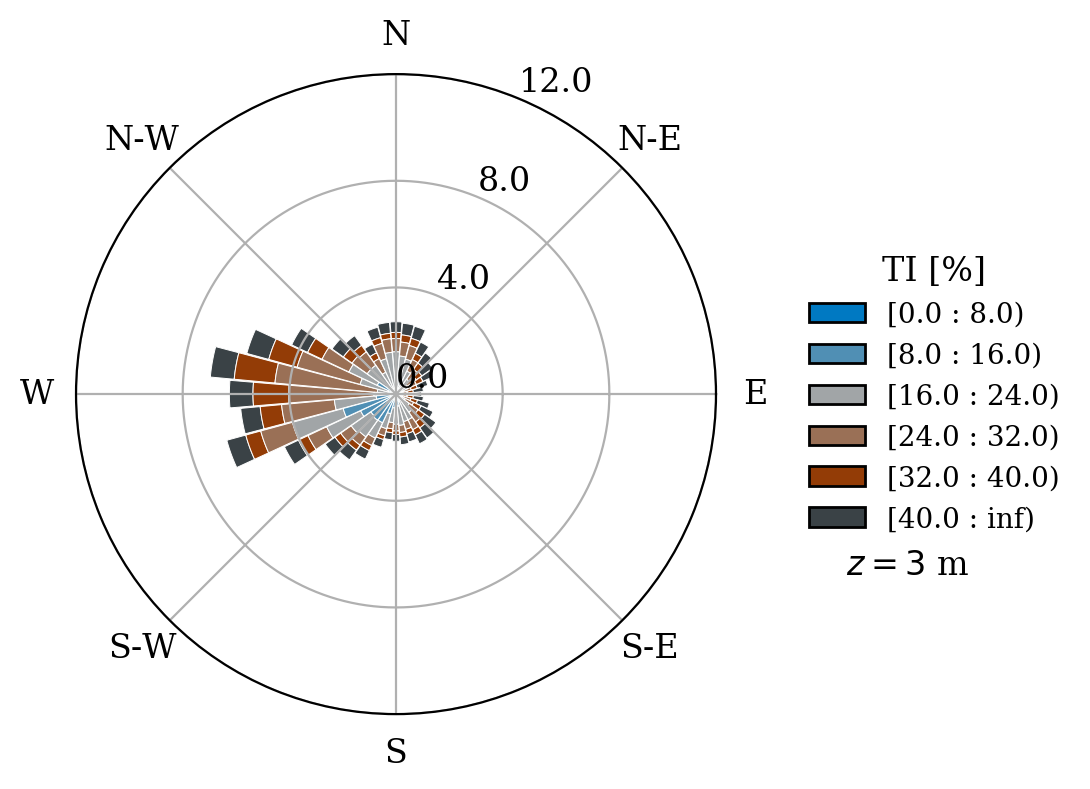 N
12.0
N-W
N-E
8.0
4.0
0.0
W
E
S-W
S-E
S
TI [%]
[0.0 : 8.0)
[8.0 : 16.0)
[16.0 : 24.0)
[24.0 : 32.0)
[32.0 : 40.0)
[40.0 : inf)
z = 3 m